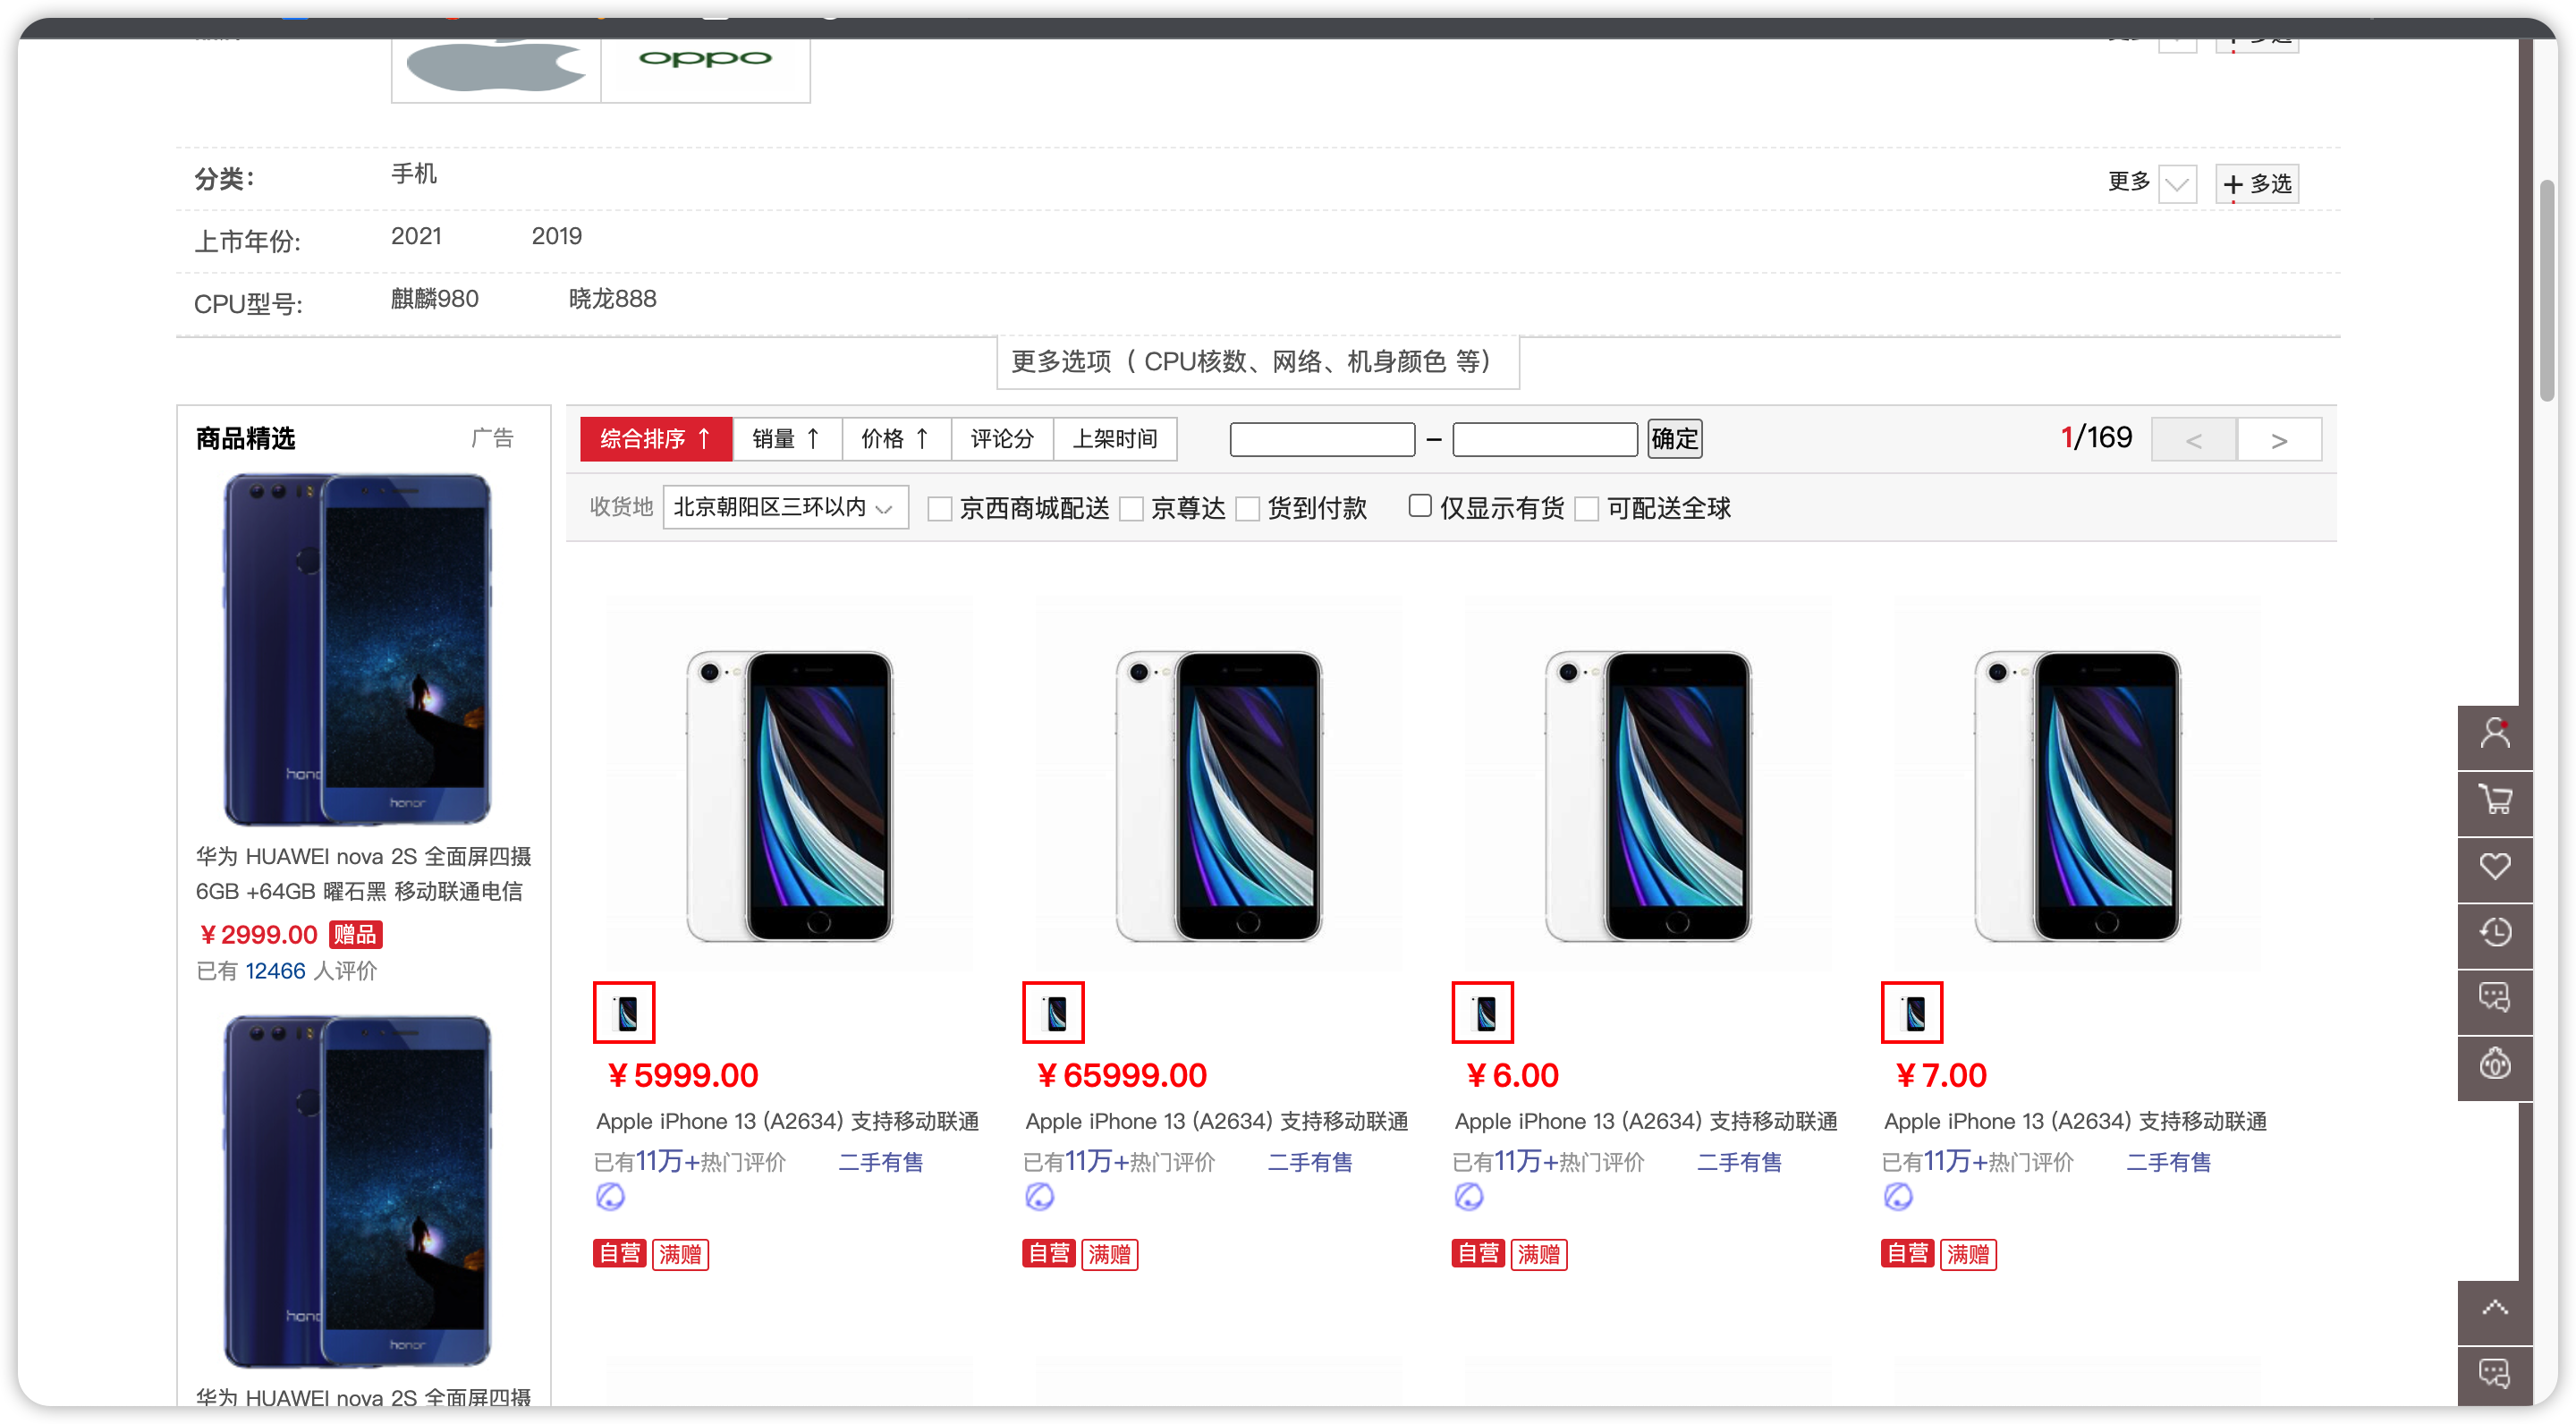 oppo
分类：
手机
更多
多选
上市年份:
2021 2019
CPU型号:
麒麟980 晓龙888
更多选项（ CPU核数、网络、机身颜色 等）
商品精选 广告
综合排序 ↑ 销量 ↑ 价格 ↑ 评论分 上架时间 – 确定 1/169 < >
收货地 北京朝阳区三环以内 京西商城配送 京尊达 货到付款 仅显示有货 可配送全球
honor
华为 HUAWEI nova 2S 全面屏四摄
6GB +64GB 曜石黑 移动联通电信
￥2999.00 赠品
已有 12466 人评价
honor
华为 HUAWEI nova 2S 全面屏四摄
￥5999.00 ￥65999.00 ￥6.00 ￥7.00
Apple iPhone 13 (A2634) 支持移动联通 Apple iPhone 13 (A2634) 支持移动联通 Apple iPhone 13 (A2634) 支持移动联通 Apple iPhone 13 (A2634) 支持移动联通
已有11万+热门评价 二手有售 已有11万+热门评价 二手有售 已有11万+热门评价 二手有售 已有11万+热门评价 二手有售
自营 满赠 自营 满赠 自营 满赠 自营 满赠